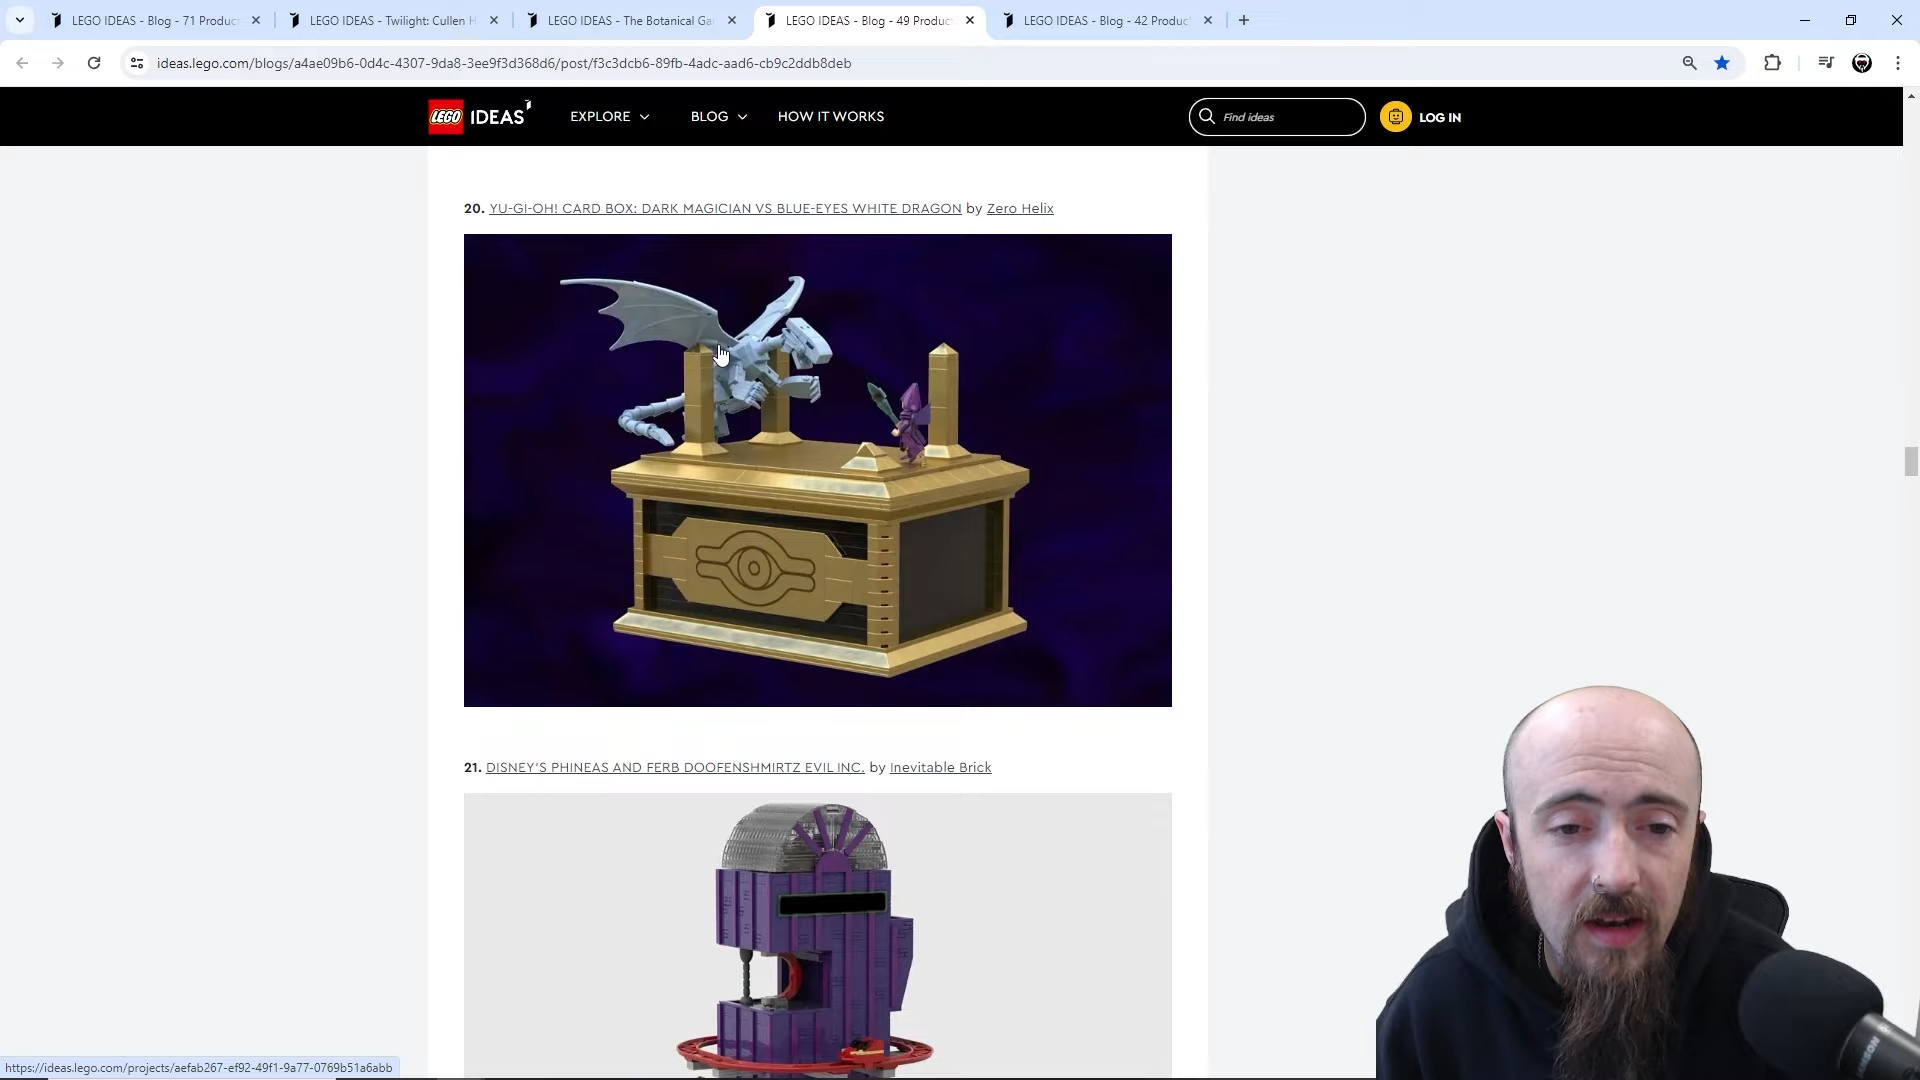 LEGO IDEAS - Blog - 71 Produc
LEGO IDEAS - Twilight: Cullen H
LEGO IDEAS - The Botanical Ga
LEGO IDEAS - Blog - 49 Produc
LEGO IDEAS - Blog - 42 Produc
ideas.lego.com/blogs/a4ae09b6-0d4c-4307-9da8-3ee9f3d368d6/post/f3c3dcb6-89fb-4adc-aad6-cb9c2ddb8deb
LEGO IDEAS
EXPLORE
BLOG
HOW IT WORKS
Find ideas
LOG IN
20. YU-GI-OH! CARD BOX: DARK MAGICIAN VS BLUE-EYES WHITE DRAGON by Zero Helix
21. DISNEY'S PHINEAS AND FERB DOOFENSHMIRTZ EVIL INC. by Inevitable Brick
https://ideas.lego.com/projects/aefab267-ef92-49f1-9a77-0769b51a6abb